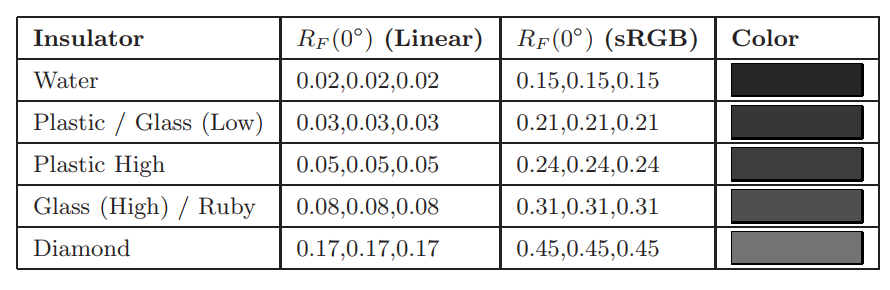 Insulator R_F(0°) (Linear) R_F(0°) (sRGB) Color
Water 0.02,0.02,0.02 0.15,0.15,0.15
Plastic / Glass (Low) 0.03,0.03,0.03 0.21,0.21,0.21
Plastic High 0.05,0.05,0.05 0.24,0.24,0.24
Glass (High) / Ruby 0.08,0.08,0.08 0.31,0.31,0.31
Diamond 0.17,0.17,0.17 0.45,0.45,0.45